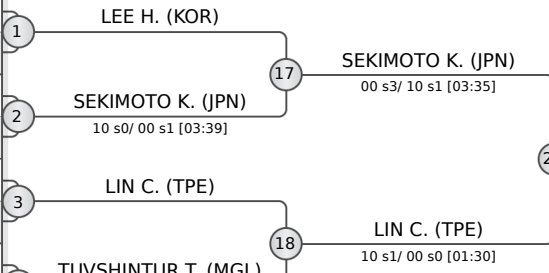 LEE H. (KOR)
1
17
SEKIMOTO K. (JPN)
00 s3/ 10 s1 [03:35]
SEKIMOTO K. (JPN)
2
10 s0/ 00 s1 [03:39]
LIN C. (TPE)
3
18
LIN C. (TPE)
10 s1/ 00 s0 [01:30]
TUVSHINTUR T. (MGL)